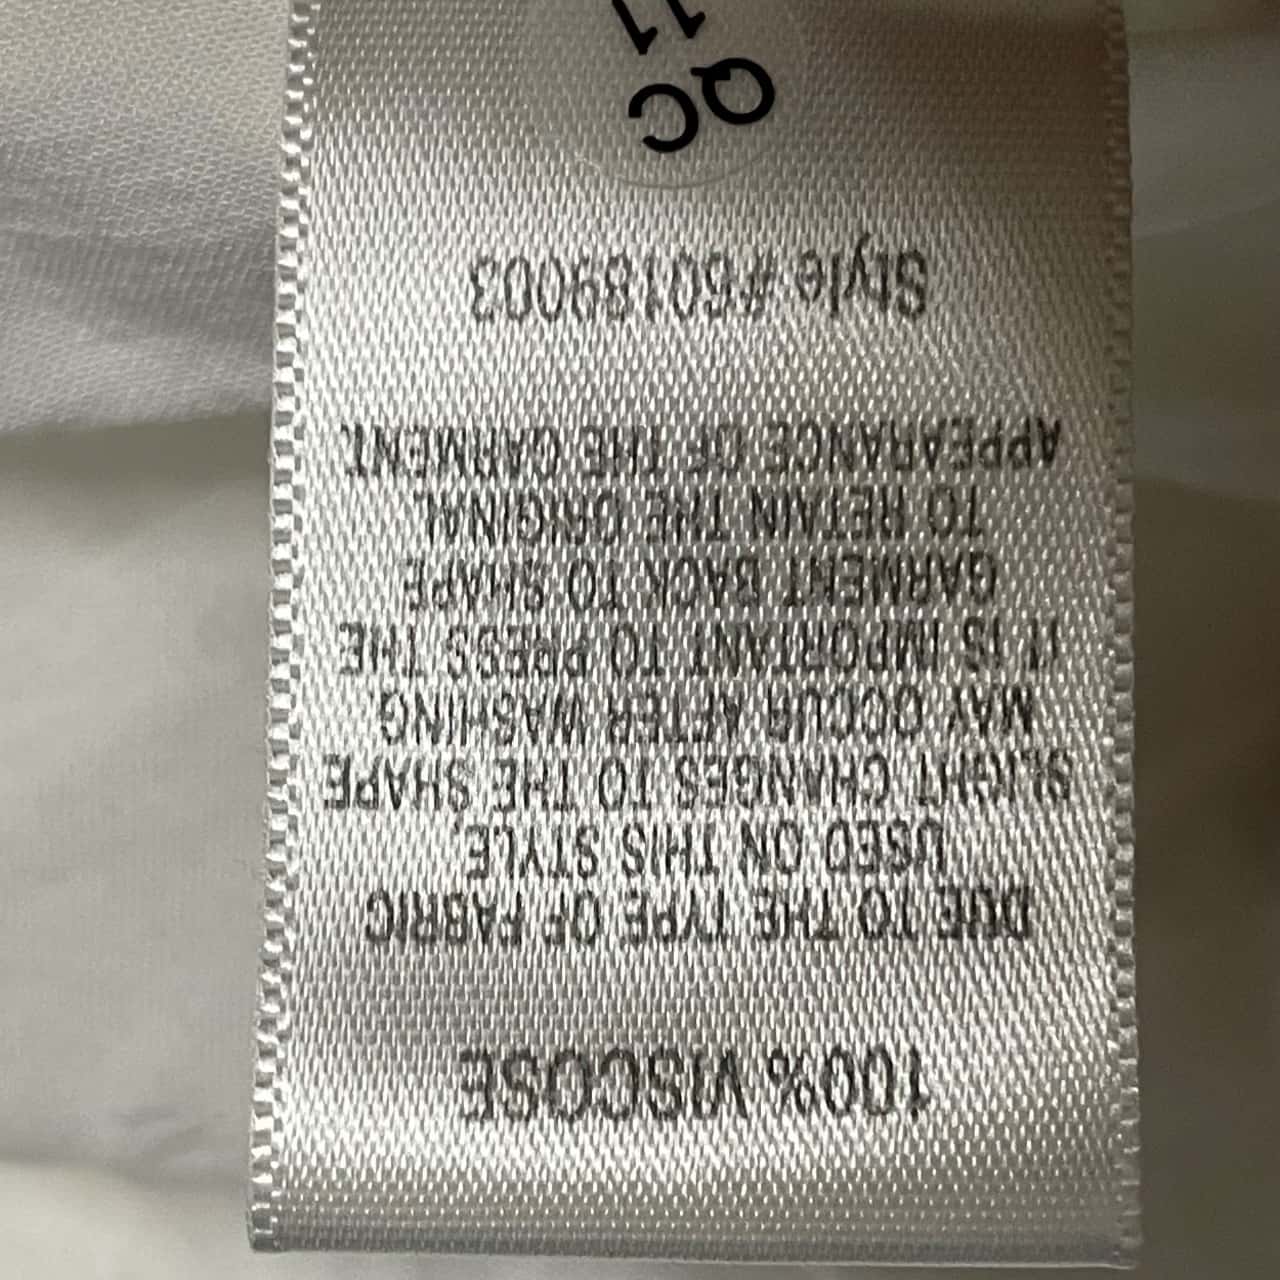 100% VISCOSE
DUE TO THE TYPE OF FABRIC
USED ON THIS STYLE,
SLIGHT CHANGES TO THE SHAPE
MAY OCCUR AFTER WASHING
IT IS IMPORTANT TO PRESS THE
GARMENT BACK TO SHAPE
TO RETAIN THE ORIGINAL
APPEARANCE OF THE GARMENT.
Style #60189003
QC
11